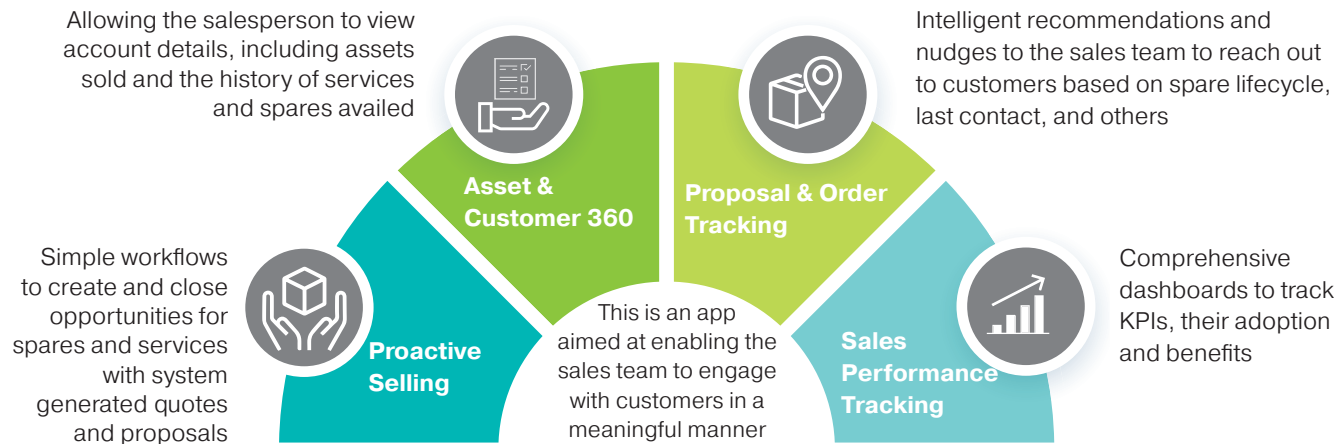 Allowing the salesperson to view
account details, including assets
sold and the history of services
and spares availed
Intelligent recommendations and
nudges to the sales team to reach out
to customers based on spare lifecycle,
last contact, and others
Asset &
Customer 360
Proposal & Order
Tracking
Simple workflows
to create and close
opportunities for
spares and services
with system
generated quotes
and proposals
Proactive
Selling
This is an app
aimed at enabling the
sales team to engage
with customers in a
meaningful manner
Sales
Performance
Tracking
Comprehensive
dashboards to track
KPIs, their adoption
and benefits